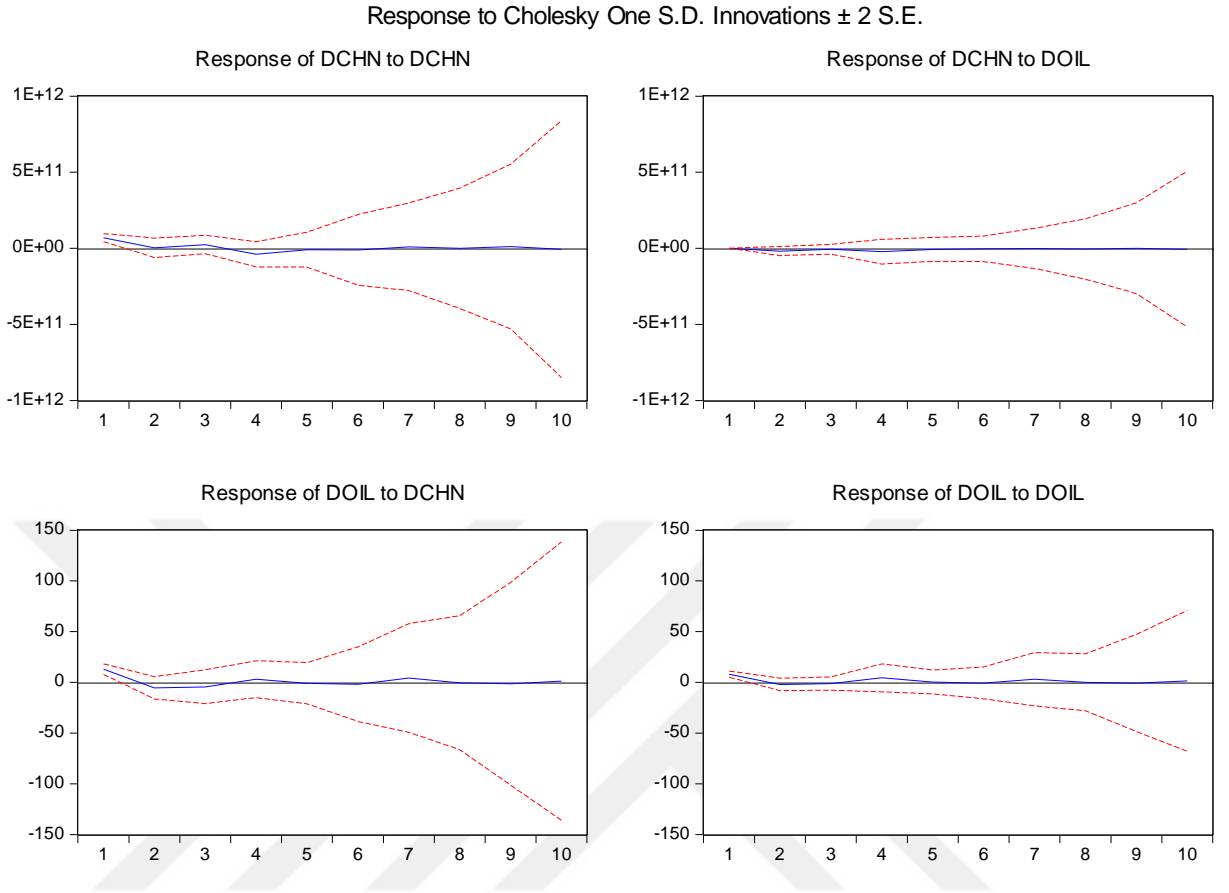 Response to Cholesky One S.D. Innovations ± 2 S.E.
Response of DCHN to DCHN
1E+12
5E+11
0E+00
-5E+11
-1E+12
1 2 3 4 5 6 7 8 9 10
Response of DCHN to DOIL
1E+12
5E+11
0E+00
-5E+11
-1E+12
1 2 3 4 5 6 7 8 9 10
Response of DOIL to DCHN
150
100
50
0
-50
-100
-150
1 2 3 4 5 6 7 8 9 10
Response of DOIL to DOIL
150
100
50
0
-50
-100
-150
1 2 3 4 5 6 7 8 9 10